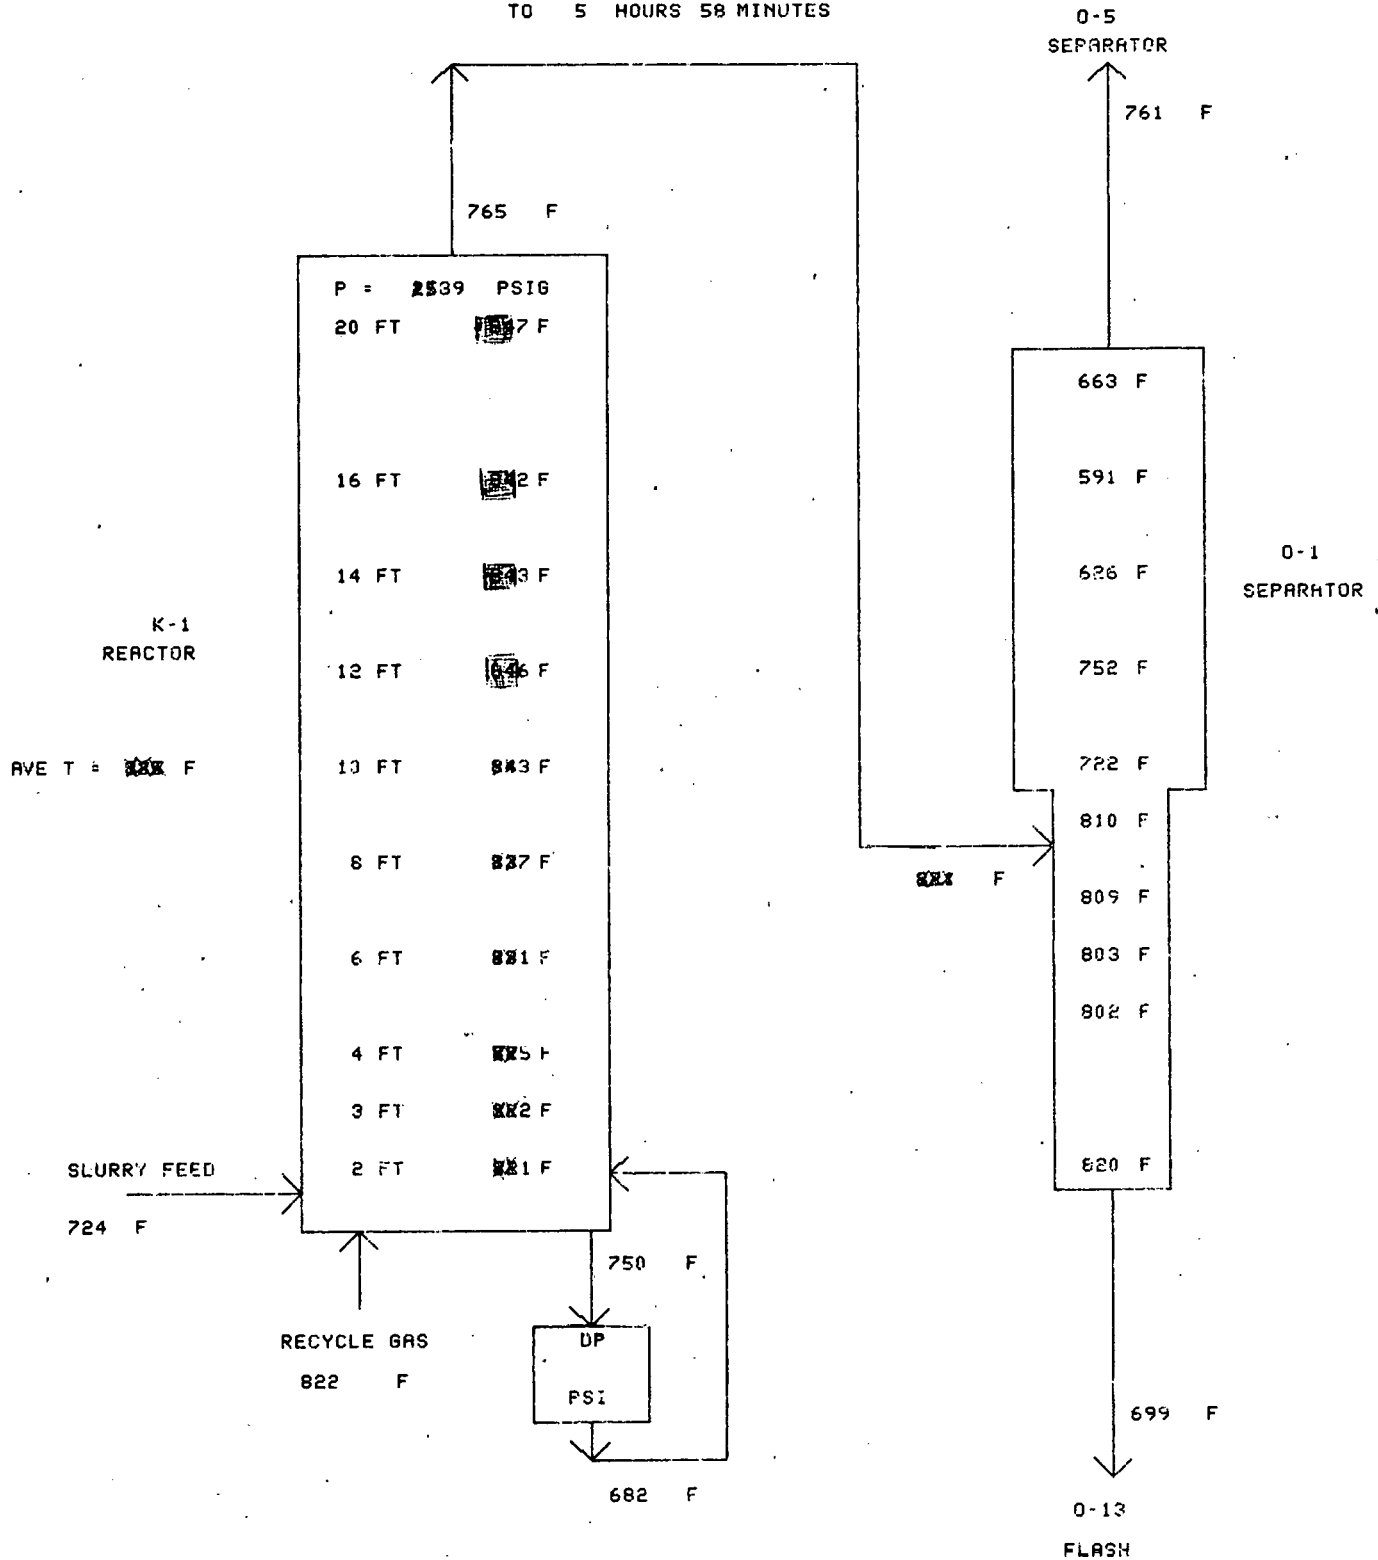 TO 5 HOURS 58 MINUTES
O-5
SEPARATOR
761 F
765 F
P = PSIG
20 FT F
663 F
16 FT F
591 F
14 FT F
626 F
O-1
SEPARATOR
K-1
REACTOR
12 FT F
752 F
AVE T = F
10 FT 843 F
722 F
810 F
8 FT F
F
809 F
6 FT F
803 F
802 F
4 FT F
3 FT F
2 FT F
820 F
SLURRY FEED
724 F
750 F
RECYCLE GAS
822 F
DP
PSI
682 F
699 F
O-13
FLASH